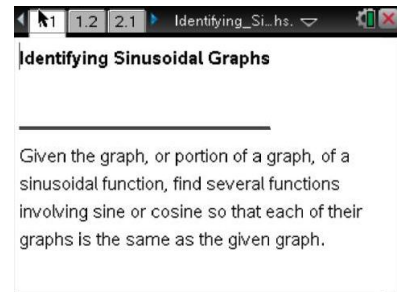 1 1.2 2.1 Identifying_Si...hs.
Identifying Sinusoidal Graphs
Given the graph, or portion of a graph, of a
sinusoidal function, find several functions
involving sine or cosine so that each of their
graphs is the same as the given graph.